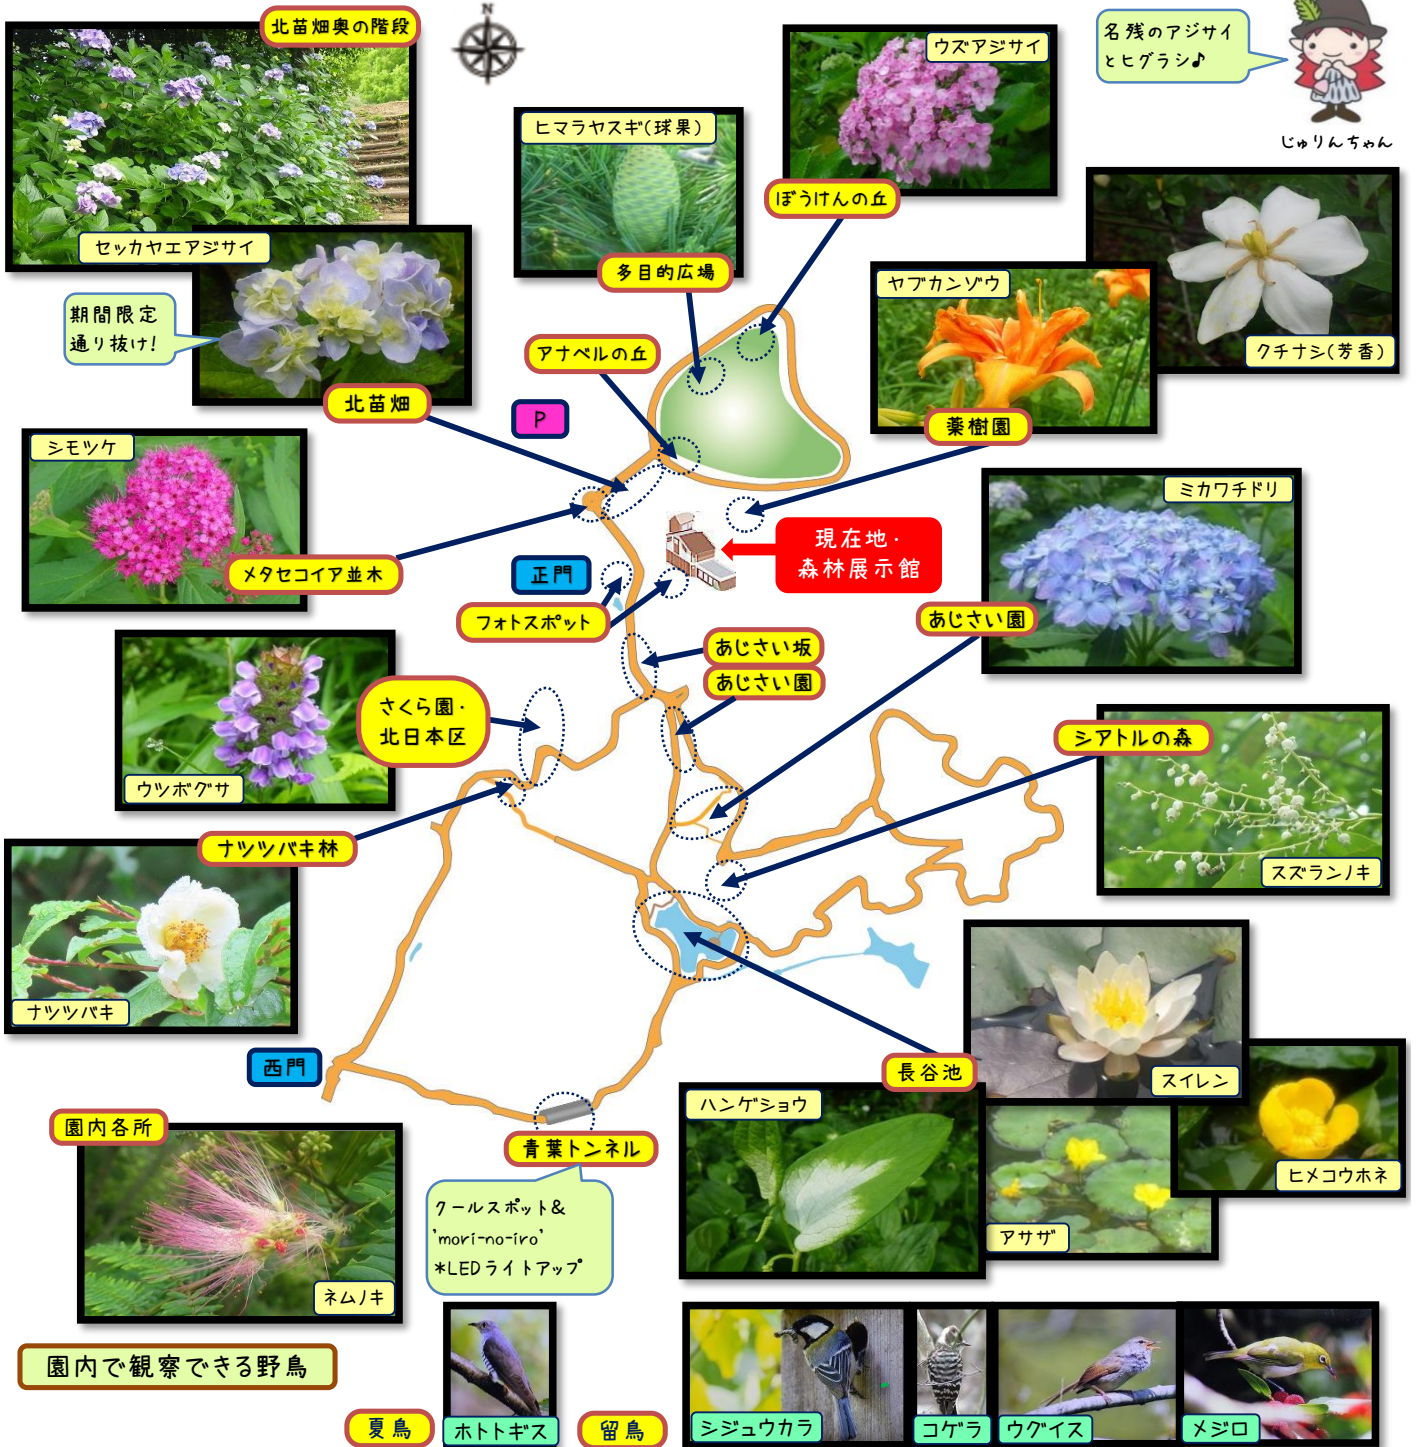 北苗畑奥の階段
N
ウズアジサイ
名残のアジサイ
とヒグラシ♪
じゅりんちゃん
ヒマラヤスギ(球果)
ぼうけんの丘
セッカヤエアジサイ
多目的広場
ヤブカンゾウ
クチナシ(芳香)
期間限定
通り抜け!
アナベルの丘
北苗畑
P
薬樹園
シモツケ
ミカワチドリ
現在地・
森林展示館
メタセコイア並木
正門
フォトスポット
あじさい園
あじさい坂
あじさい園
さくら園・
北日本区
シアトルの森
ウツボグサ
ナツツバキ林
スズランノキ
ナツツバキ
西門
長谷池
スイレン
ハンゲショウ
園内各所
青葉トンネル
ヒメコウホネ
クールスポット&
'mori-no-iro'
*LEDライトアップ
アサザ
ネムノキ
園内で観察できる野鳥
夏鳥
ホトトギス
留鳥
シジュウカラ
コゲラ
ウグイス
メジロ